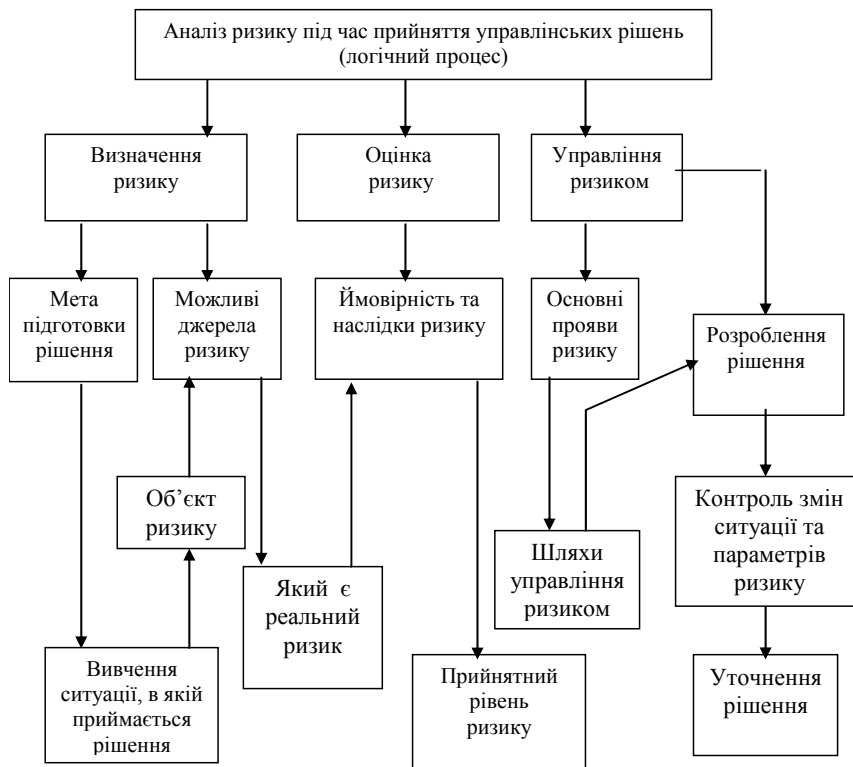 Аналіз ризику під час прийняття управлінських рішень
(логічний процес)
Визначення
ризику
Оцінка
ризику
Управління
ризиком
Мета
підготовки
рішення
Можливі
джерела
ризику
Ймовірність та
наслідки ризику
Основні
прояви
ризику
Розроблення
рішення
Об’єкт
ризику
Контроль змін
ситуації та
параметрів
ризику
Шляхи
управління
ризиком
Який є
реальний
ризик
Вивчення
ситуації, в якій
приймається
рішення
Прийнятний
рівень
ризику
Уточнення
рішення